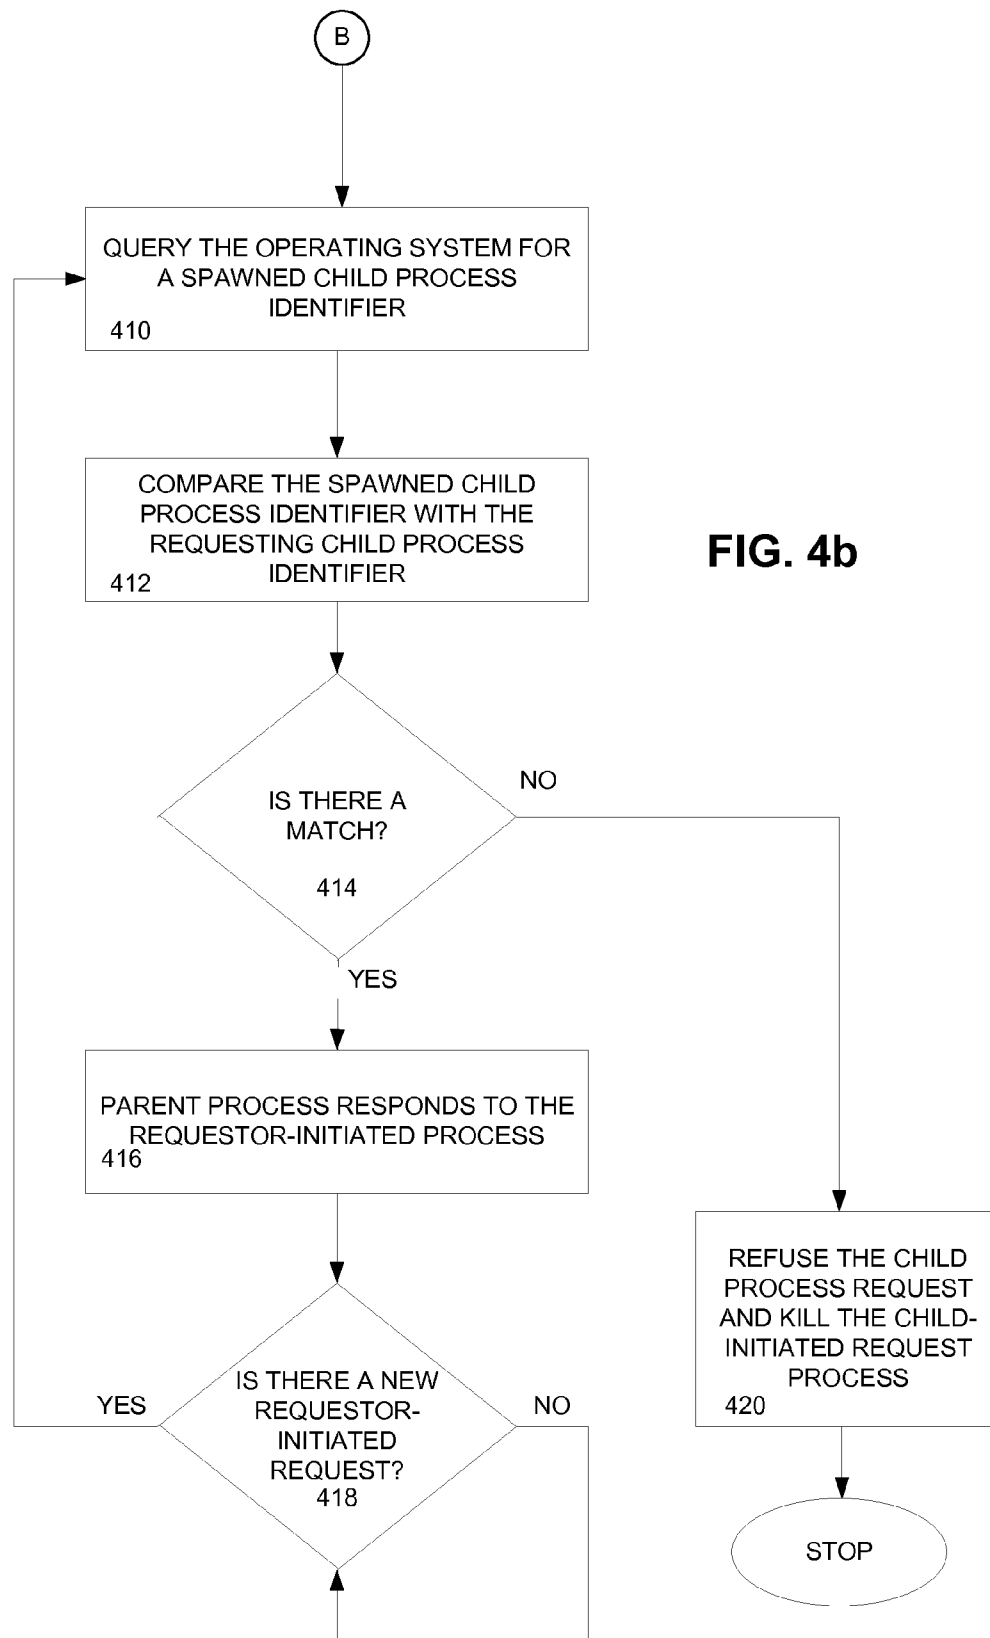 B
QUERY THE OPERATING SYSTEM FOR
A SPAWNED CHILD PROCESS
IDENTIFIER
410
COMPARE THE SPAWNED CHILD
PROCESS IDENTIFIER WITH THE
REQUESTING CHILD PROCESS
IDENTIFIER
412
FIG. 4b
IS THERE A
MATCH?
414
NO
YES
PARENT PROCESS RESPONDS TO THE
REQUESTOR-INITIATED PROCESS
416
REFUSE THE CHILD
PROCESS REQUEST
AND KILL THE CHILD-
INITIATED REQUEST
PROCESS
420
YES
IS THERE A NEW
REQUESTOR-
INITIATED
REQUEST?
418
NO
STOP